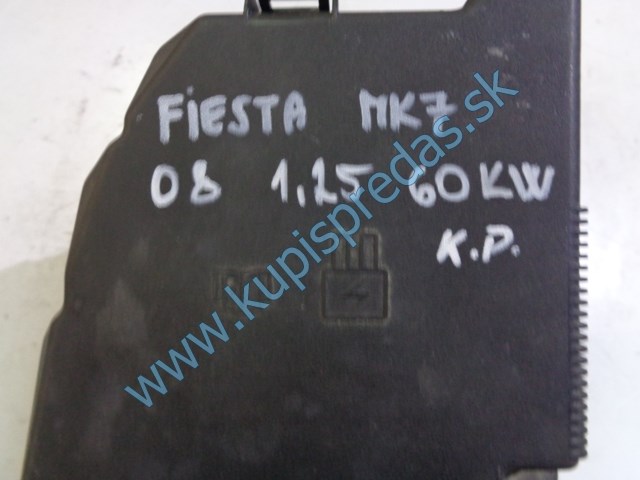 FIESTA MK7
08 1,25 60KW
K.P.
www.kupispredas.sk